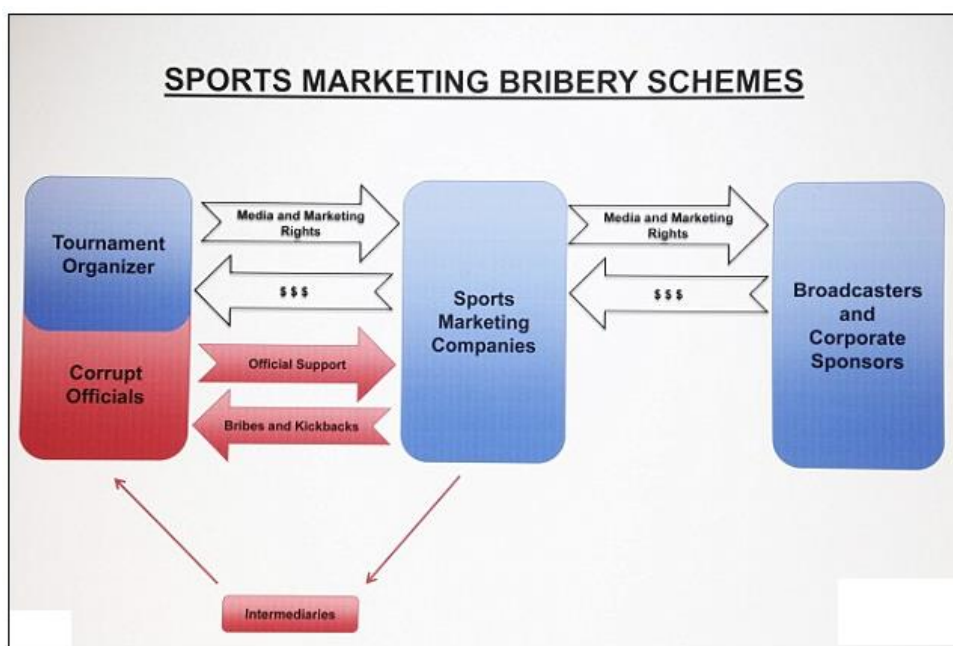 SPORTS MARKETING BRIBERY SCHEMES
Tournament
Organizer
Corrupt
Officials
Media and Marketing
Rights
$ $ $
Official Support
Bribes and Kickbacks
Sports
Marketing
Companies
Media and Marketing
Rights
$ $ $
Broadcasters
and
Corporate
Sponsors
Intermediaries